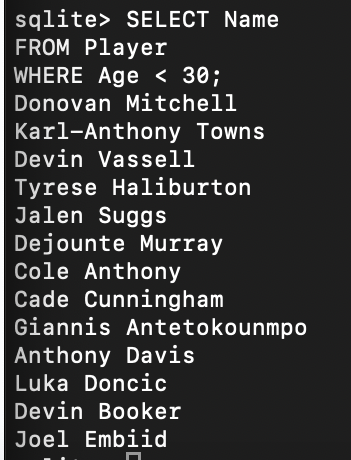 sqlite> SELECT Name
FROM Player
WHERE Age < 30;
Donovan Mitchell
Karl-Anthony Towns
Devin Vassell
Tyrese Haliburton
Jalen Suggs
Dejounte Murray
Cole Anthony
Cade Cunningham
Giannis Antetokounmpo
Anthony Davis
Luka Doncic
Devin Booker
Joel Embiid